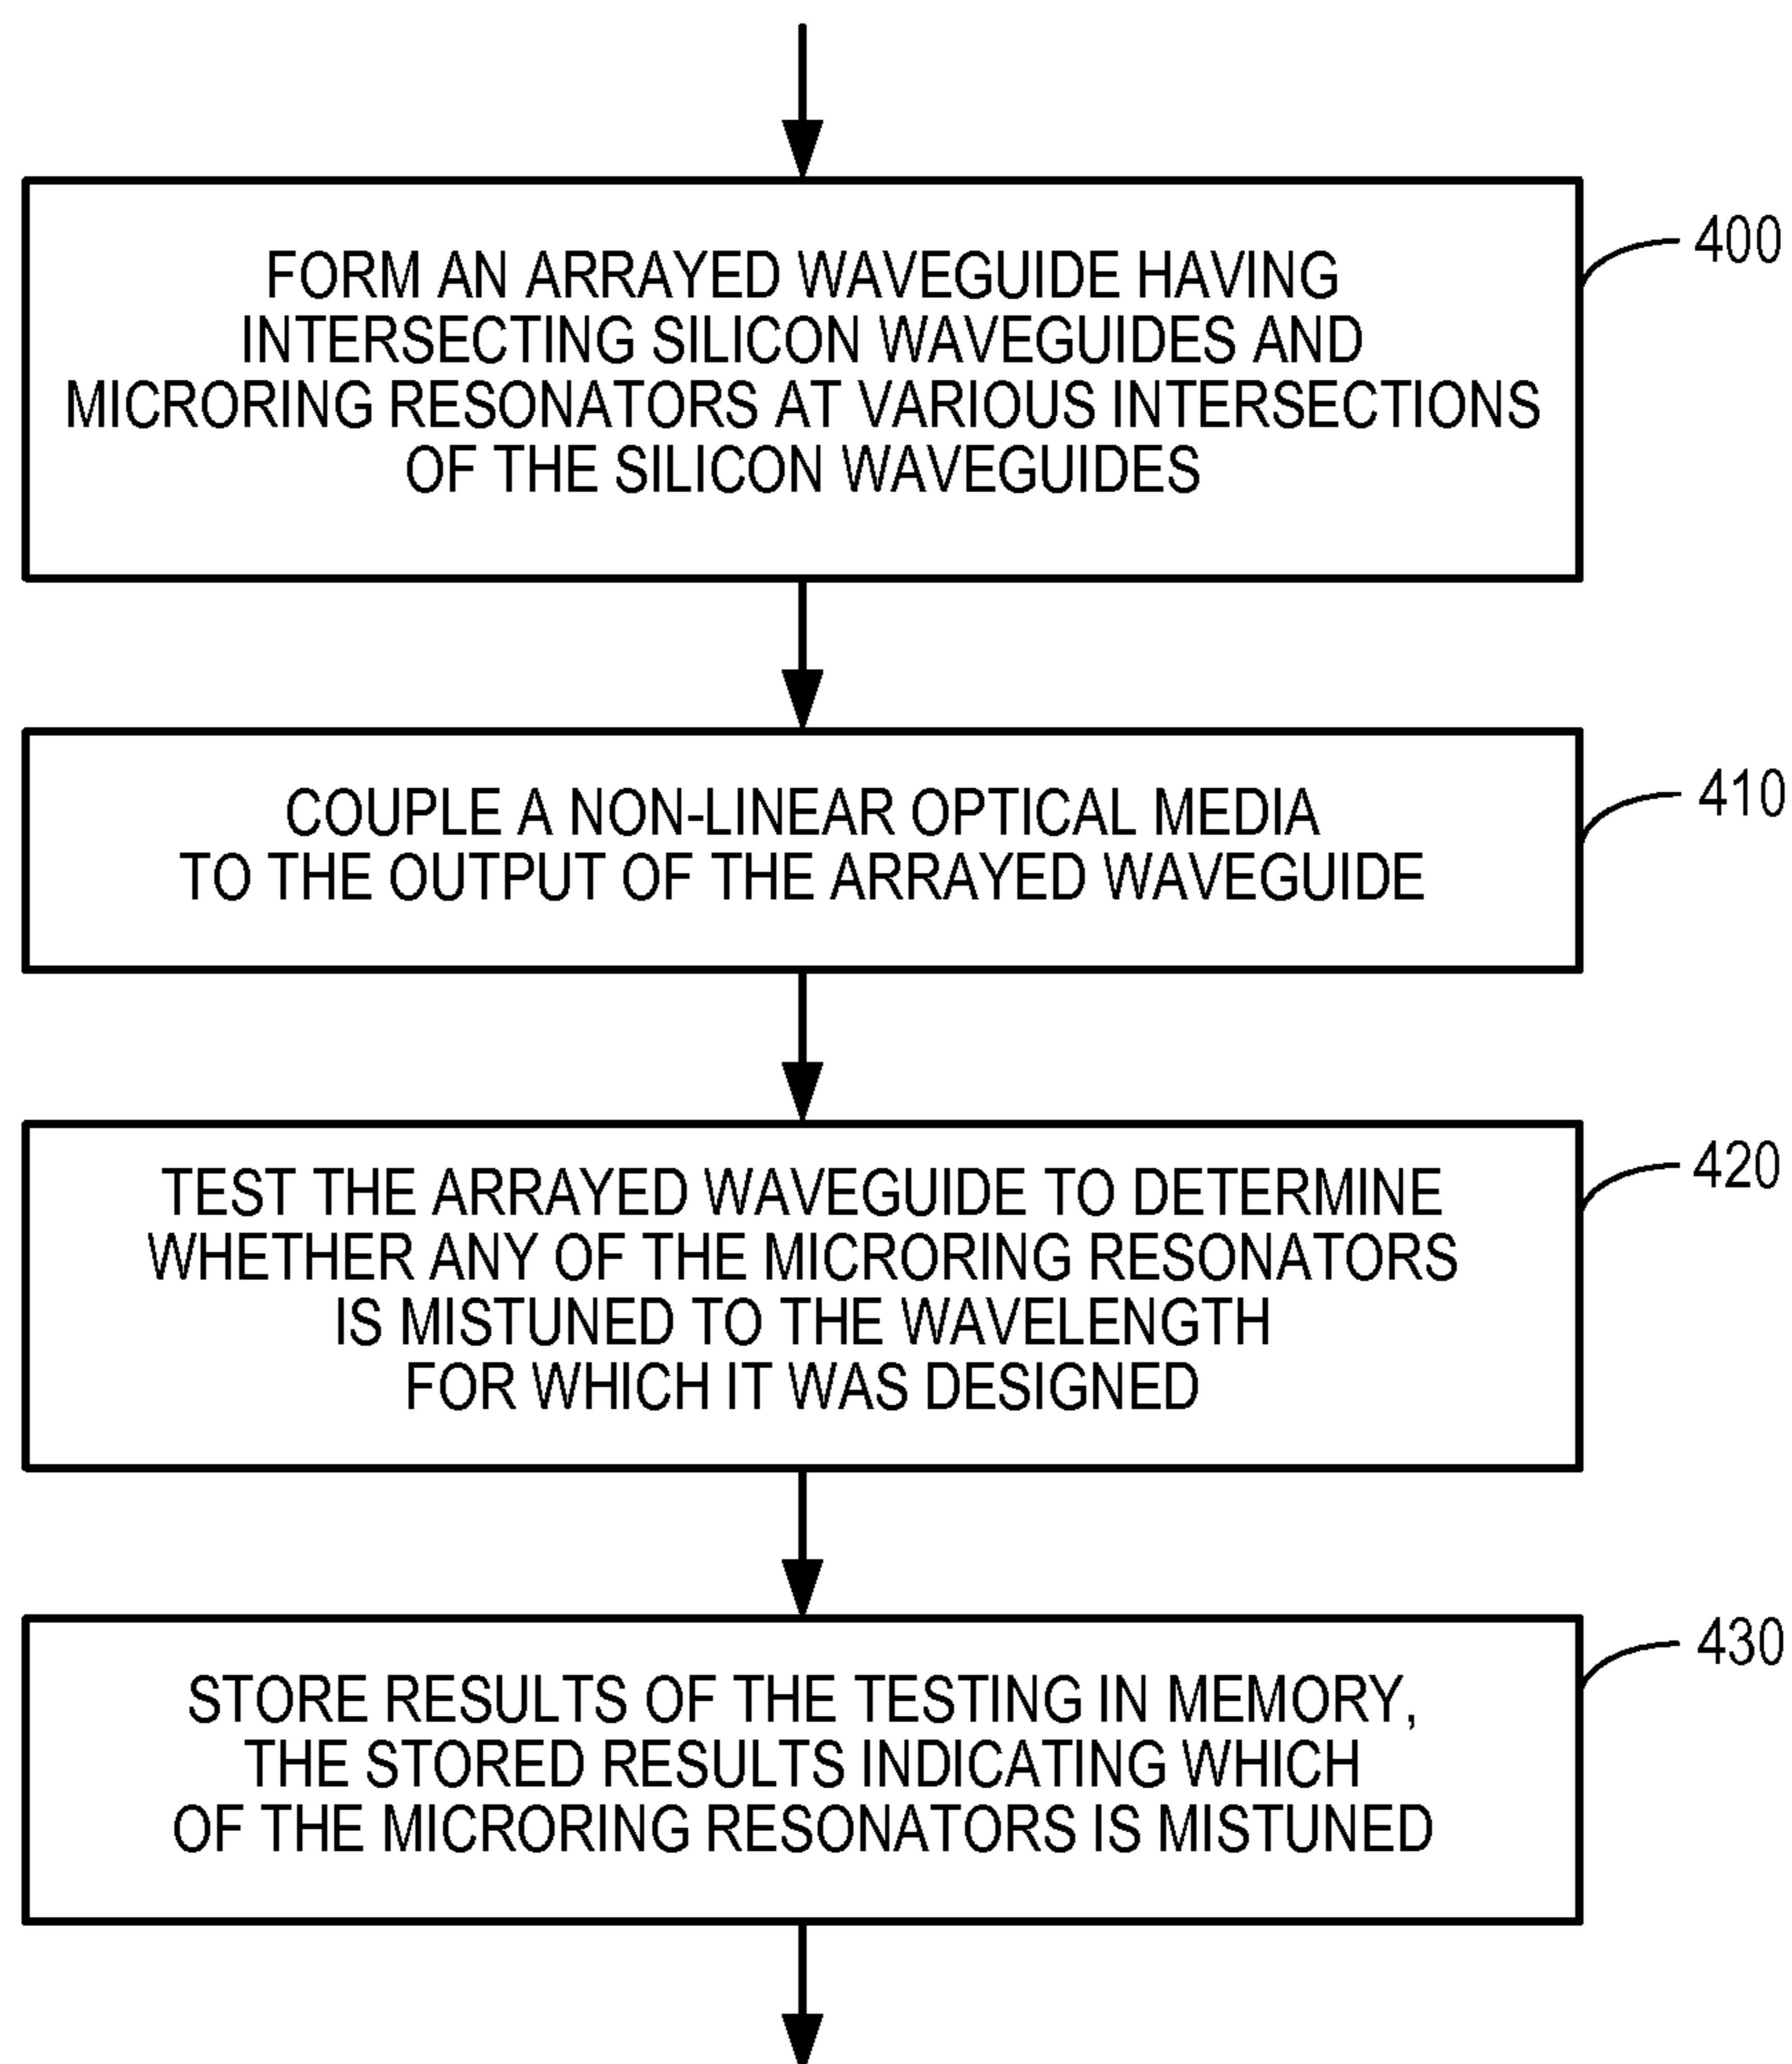 FORM AN ARRAYED WAVEGUIDE HAVING
INTERSECTING SILICON WAVEGUIDES AND
MICRORING RESONATORS AT VARIOUS INTERSECTIONS
OF THE SILICON WAVEGUIDES
400
COUPLE A NON-LINEAR OPTICAL MEDIA
TO THE OUTPUT OF THE ARRAYED WAVEGUIDE
410
TEST THE ARRAYED WAVEGUIDE TO DETERMINE
WHETHER ANY OF THE MICRORING RESONATORS
IS MISTUNED TO THE WAVELENGTH
FOR WHICH IT WAS DESIGNED
420
STORE RESULTS OF THE TESTING IN MEMORY,
THE STORED RESULTS INDICATING WHICH
OF THE MICRORING RESONATORS IS MISTUNED
430